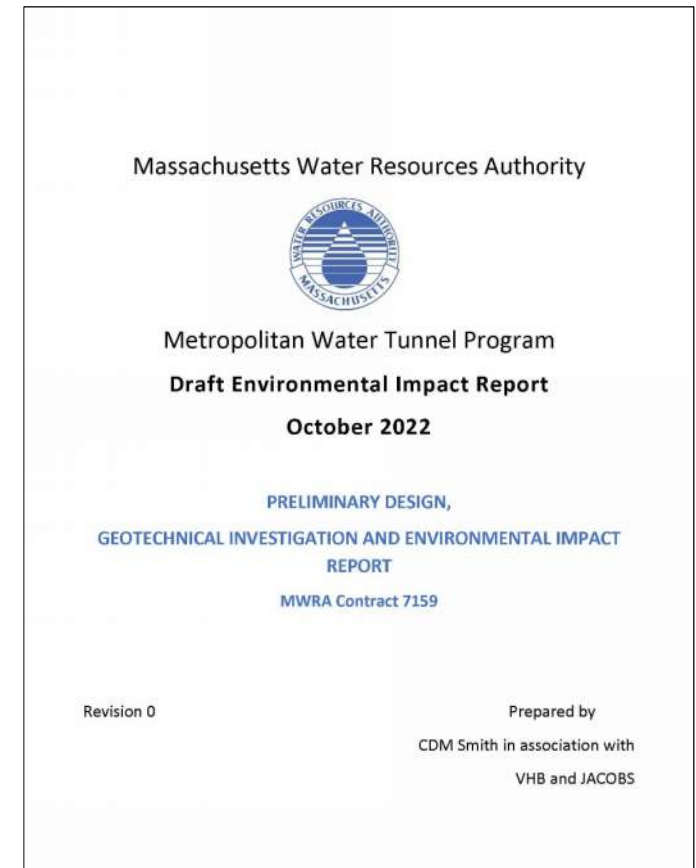 Massachusetts Water Resources Authority
WATER RESOURCES AUTHORITY
MASSACHUSETTS
Metropolitan Water Tunnel Program
Draft Environmental Impact Report
October 2022
PRELIMINARY DESIGN,
GEOTECHNICAL INVESTIGATION AND ENVIRONMENTAL IMPACT
REPORT
MWRA Contract 7159
Revision 0
Prepared by
CDM Smith in association with
VHB and JACOBS